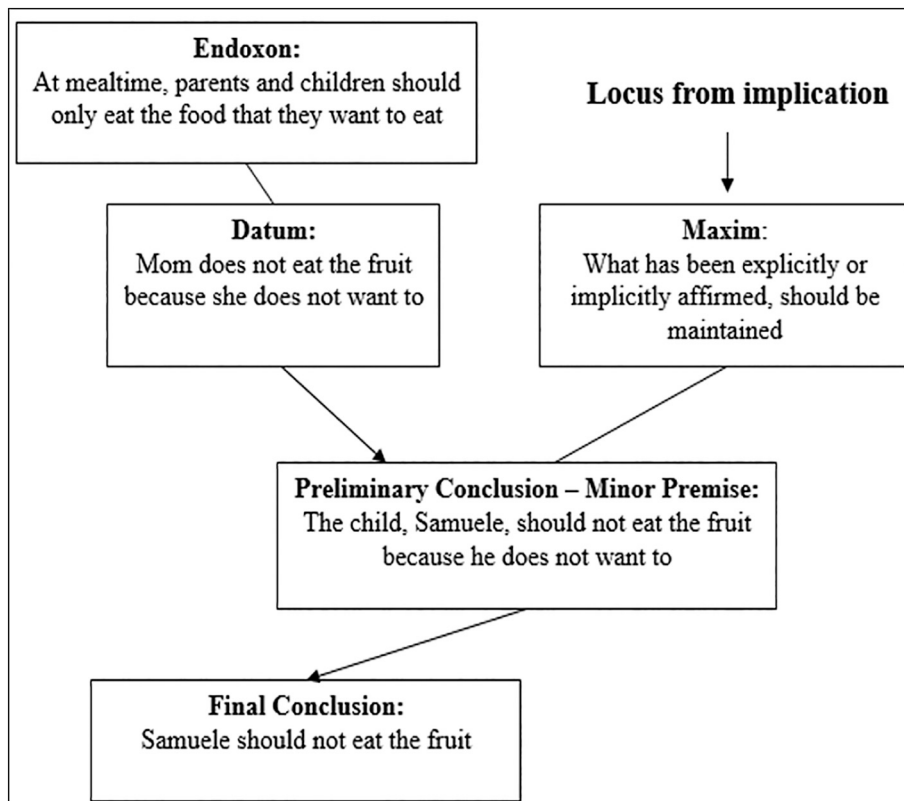 Endoxon:
At mealtime, parents and children should
only eat the food that they want to eat
Locus from implication
Datum:
Mom does not eat the fruit
because she does not want to
Maxim:
What has been explicitly or
implicitly affirmed, should be
maintained
Preliminary Conclusion – Minor Premise:
The child, Samuele, should not eat the fruit
because he does not want to
Final Conclusion:
Samuele should not eat the fruit